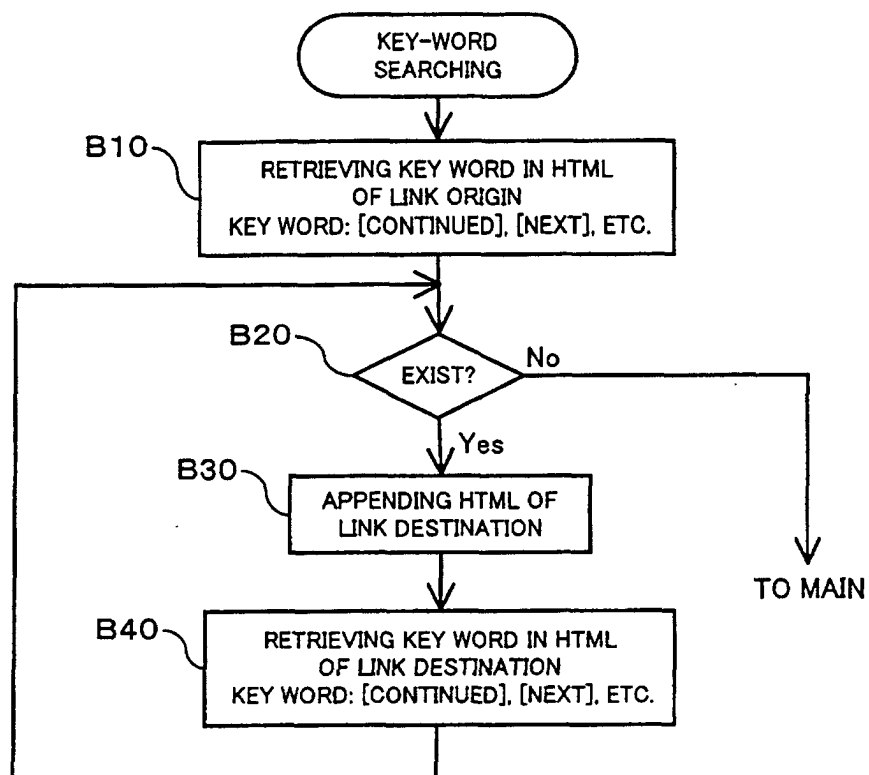 KEY-WORD
SEARCHING
B10
RETRIEVING KEY WORD IN HTML
OF LINK ORIGIN
KEY WORD: [CONTINUED], [NEXT], ETC.
B20
EXIST?
No
Yes
B30
APPENDING HTML OF
LINK DESTINATION
TO MAIN
B40
RETRIEVING KEY WORD IN HTML
OF LINK DESTINATION
KEY WORD: [CONTINUED], [NEXT], ETC.